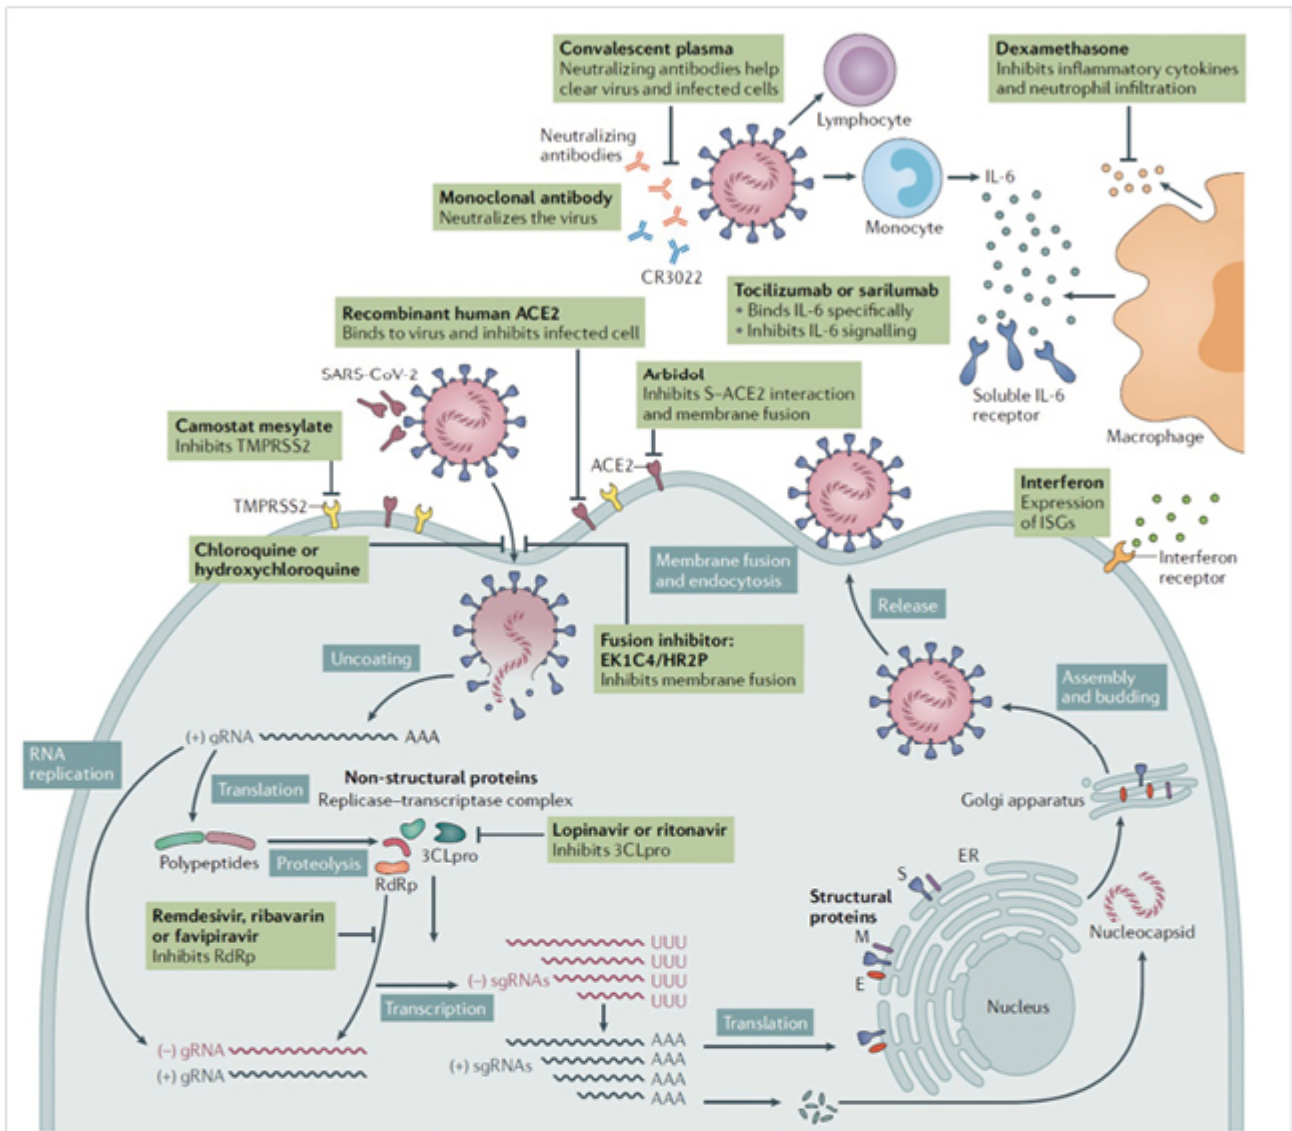 Convalescent plasma
Neutralizing antibodies help
clear virus and infected cells
Dexamethasone
Inhibits inflammatory cytokines
and neutrophil infiltration
Lymphocyte
Neutralizing
antibodies
Monoclonal antibody
Neutralizes the virus
IL-6
Monocyte
CR3022
Tocilizumab or sarilumab
• Binds IL-6 specifically
• Inhibits IL-6 signalling
Recombinant human ACE2
Binds to virus and inhibits infected cell
SARS-CoV-2
Arbidol
Inhibits S–ACE2 interaction
and membrane fusion
Soluble IL-6
receptor
Macrophage
Camostat mesylate
Inhibits TMPRSS2
ACE2
TMPRSS2
Interferon
Expression
of ISGs
Interferon
receptor
Chloroquine or
hydroxychloroquine
Membrane fusion
and endocytosis
Release
Uncoating
Fusion inhibitor:
EK1C4/HR2P
Inhibits membrane fusion
Assembly
and budding
(+) gRNA
AAA
RNA
replication
Translation
Non-structural proteins
Replicase–transcriptase complex
Golgi apparatus
Polypeptides
Proteolysis
3CLpro
RdRp
Lopinavir or ritonavir
Inhibits 3CLpro
ER
S
Structural
proteins
M
E
Nucleus
Nucleocapsid
Remdesivir, ribavarin
or favipiravir
Inhibits RdRp
UUU
UUU
(−) sgRNAs
UUU
UUU
Transcription
Translation
(−) gRNA
(+) gRNA
AAA
(+) sgRNAs
AAA
AAA
AAA